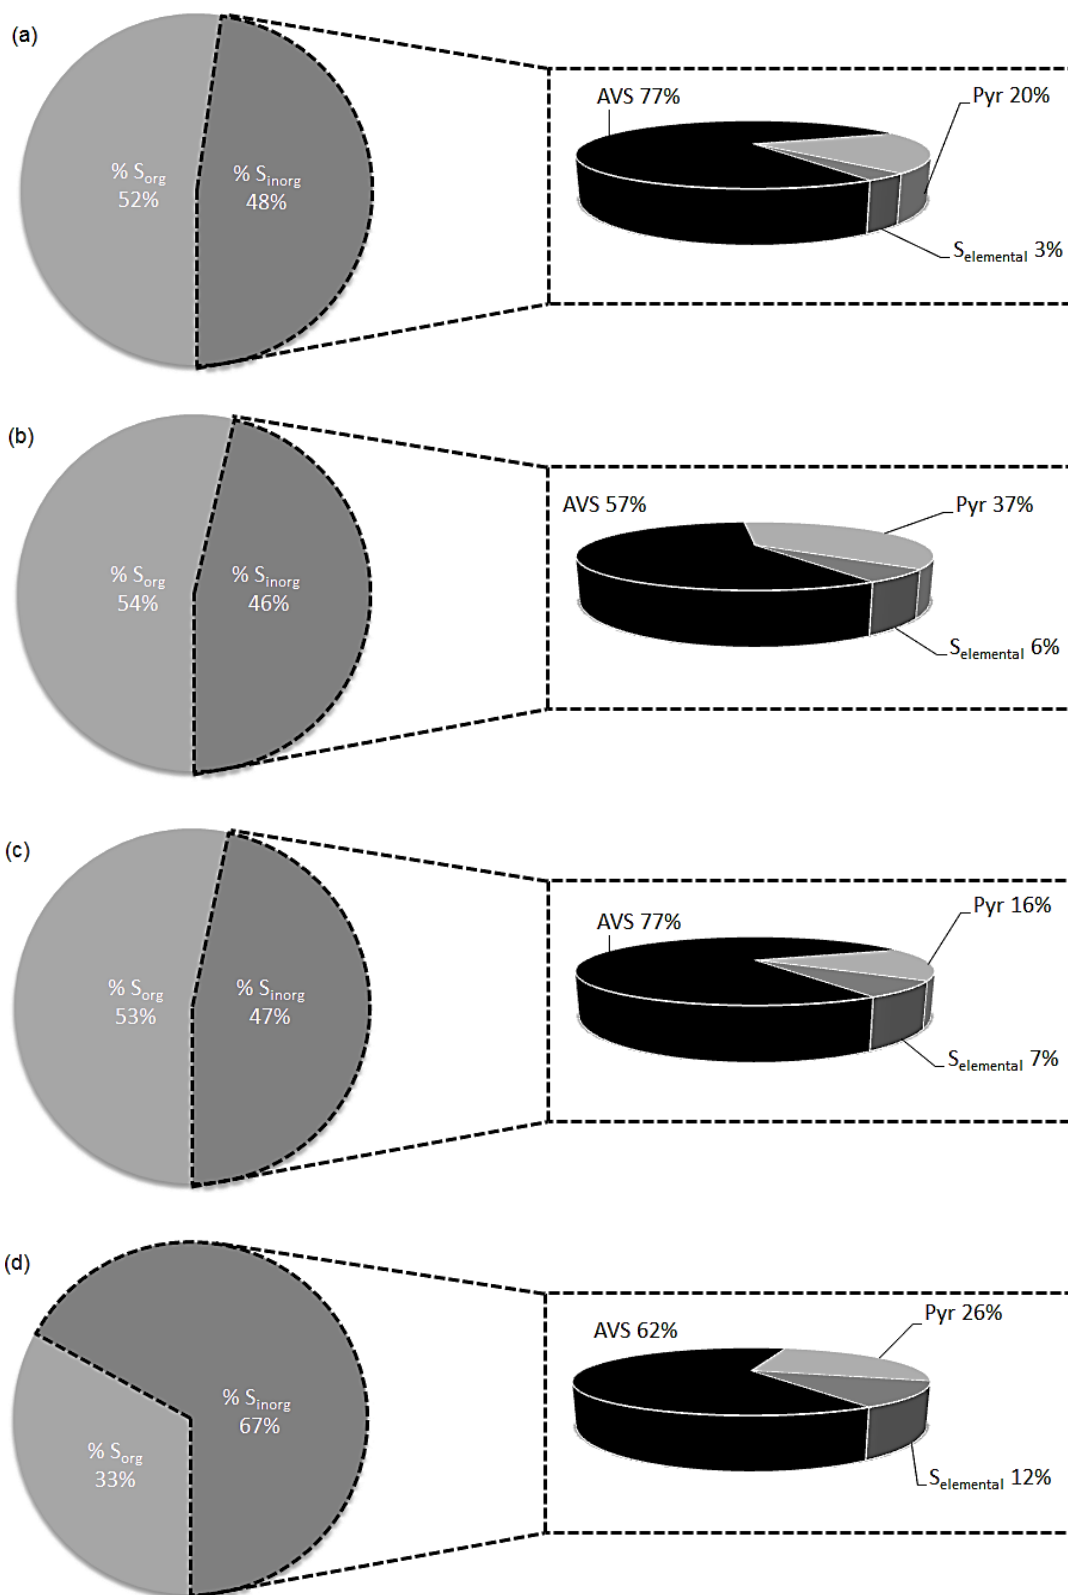 (a)
% Sorg
52%
% Sinorg
48%
AVS 77%
Pyr 20%
Selemental 3%
(b)
% Sorg
54%
% Sinorg
46%
AVS 57%
Pyr 37%
Selemental 6%
(c)
% Sorg
53%
% Sinorg
47%
AVS 77%
Pyr 16%
Selemental 7%
(d)
% Sinorg
67%
% Sorg
33%
AVS 62%
Pyr 26%
Selemental 12%